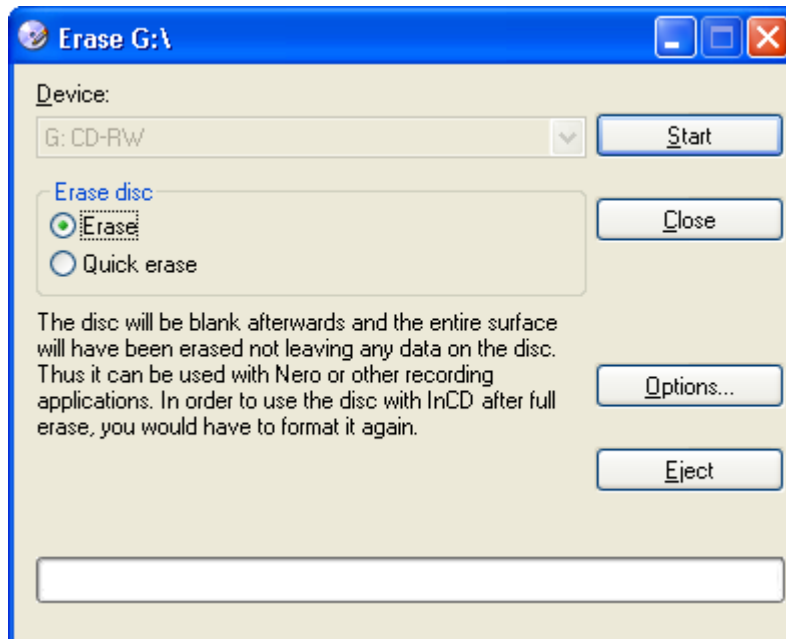 Erase G:\
Device:
G: CD-RW
Start
Erase disc
Erase
Quick erase
Close
The disc will be blank afterwards and the entire surface
will have been erased not leaving any data on the disc.
Thus it can be used with Nero or other recording
applications. In order to use the disc with InCD after full
erase, you would have to format it again.
Options...
Eject